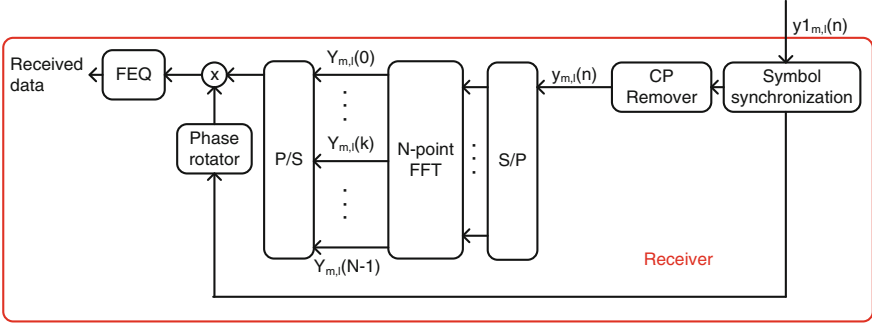 y1m,l(n)
Received
data
FEQ
x
Ym,l(0)
ym,l(n)
CP
Remover
Symbol
synchronization
Phase
rotator
P/S
Ym,l(k)
N-point
FFT
S/P
Ym,l(N-1)
Receiver